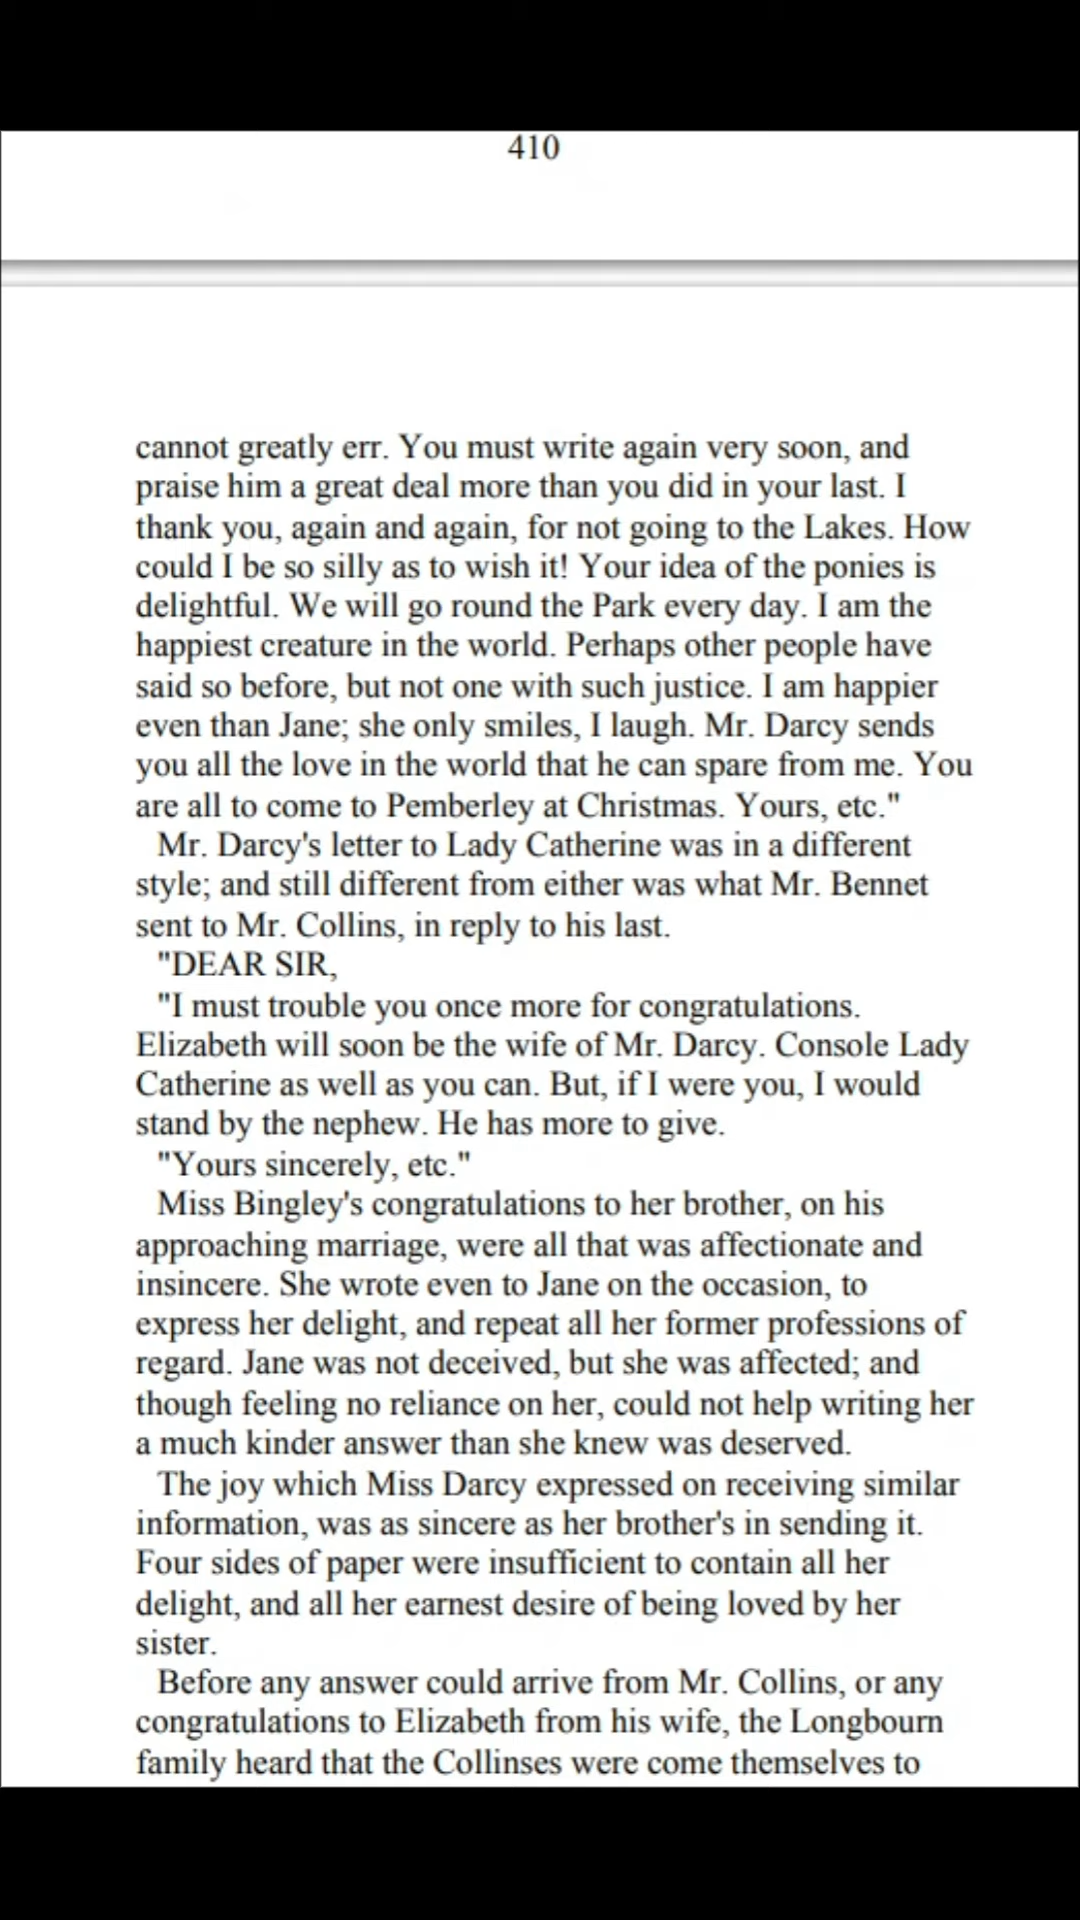 410
cannot greatly err. You must write again very soon, and
praise him a great deal more than you did in your last. I
thank you, again and again, for not going to the Lakes. How
could I be so silly as to wish it! Your idea of the ponies is
delightful. We will go round the Park every day. I am the
happiest creature in the world. Perhaps other people have
said so before, but not one with such justice. I am happier
even than Jane; she only smiles, I laugh. Mr. Darcy sends
you all the love in the world that he can spare from me. You
are all to come to Pemberley at Christmas. Yours, etc."
Mr. Darcy's letter to Lady Catherine was in a different
style; and still different from either was what Mr. Bennet
sent to Mr. Collins, in reply to his last.
"DEAR SIR,
"I must trouble you once more for congratulations.
Elizabeth will soon be the wife of Mr. Darcy. Console Lady
Catherine as well as you can. But, if I were you, I would
stand by the nephew. He has more to give.
"Yours sincerely, etc."
Miss Bingley's congratulations to her brother, on his
approaching marriage, were all that was affectionate and
insincere. She wrote even to Jane on the occasion, to
express her delight, and repeat all her former professions of
regard. Jane was not deceived, but she was affected; and
though feeling no reliance on her, could not help writing her
a much kinder answer than she knew was deserved.
The joy which Miss Darcy expressed on receiving similar
information, was as sincere as her brother's in sending it.
Four sides of paper were insufficient to contain all her
delight, and all her earnest desire of being loved by her
sister.
Before any answer could arrive from Mr. Collins, or any
congratulations to Elizabeth from his wife, the Longbourn
family heard that the Collinses were come themselves to